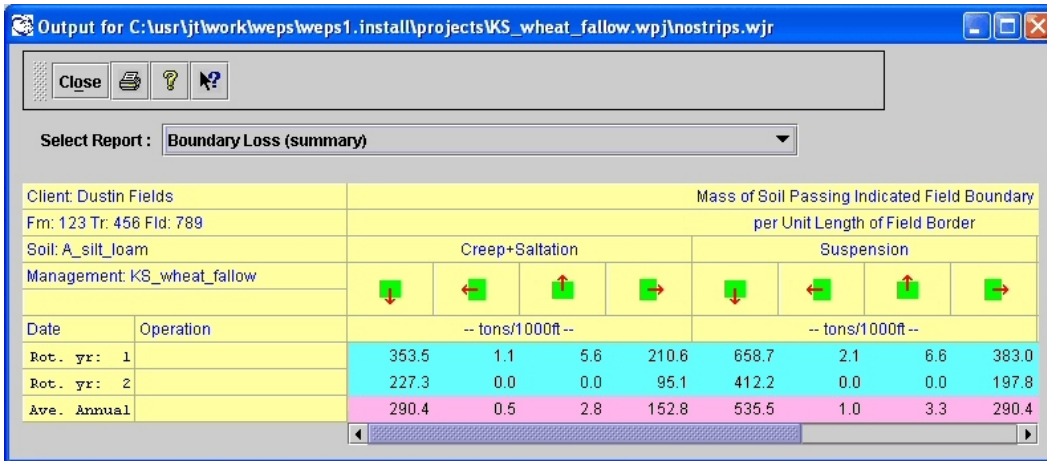 Output for C:\usr\jt\work\weps\weps1.install\projects\KS_wheat_fallow.wpj\nostrips.wjr
Close
Select Report : Boundary Loss (summary)
Client: Dustin Fields Mass of Soil Passing Indicated Field Boundary
Fm: 123 Tr: 456 Fld: 789 per Unit Length of Field Border
Soil: A_silt_loam Creep+Saltation Suspension
Management: KS_wheat_fallow
Date Operation -- tons/1000ft -- -- tons/1000ft --
Rot. yr: 1 353.5 1.1 5.6 210.6 658.7 2.1 6.6 383.0
Rot. yr: 2 227.3 0.0 0.0 95.1 412.2 0.0 0.0 197.8
Ave. Annual 290.4 0.5 2.8 152.8 535.5 1.0 3.3 290.4